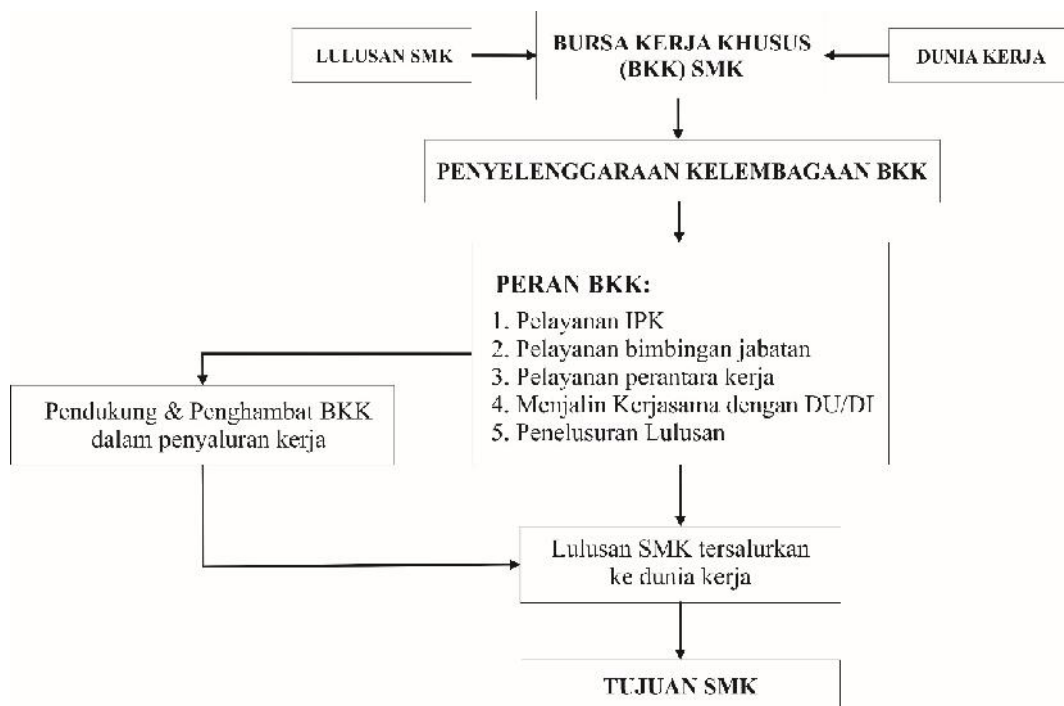 LULUSAN SMK
BURSA KERJA KHUSUS
(BKK) SMK
DUNIA KERJA
PENYELENGGARAAN KELEMBAGAAN BKK
PERAN BKK:
1. Pelayanan IPK
2. Pelayanan bimbingan jabatan
3. Pelayanan perantara kerja
4. Menjalin Kerjasama dengan DU/DI
5. Penelusuran Lulusan
Pendukung & Penghambat BKK
dalam penyaluran kerja
Lulusan SMK tersalurkan
ke dunia kerja
TUJUAN SMK